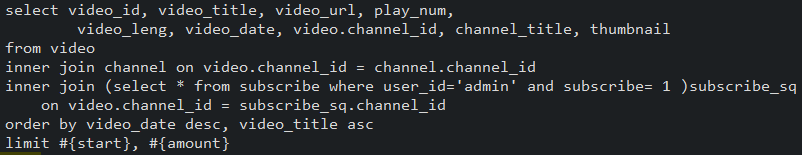 select video_id, video_title, video_url, play_num,
video_leng, video_date, video.channel_id, channel_title, thumbnail
from video
inner join channel on video.channel_id = channel.channel_id
inner join (select * from subscribe where user_id='admin' and subscribe= 1 )subscribe_sq
on video.channel_id = subscribe_sq.channel_id
order by video_date desc, video_title asc
limit #{start}, #{amount}